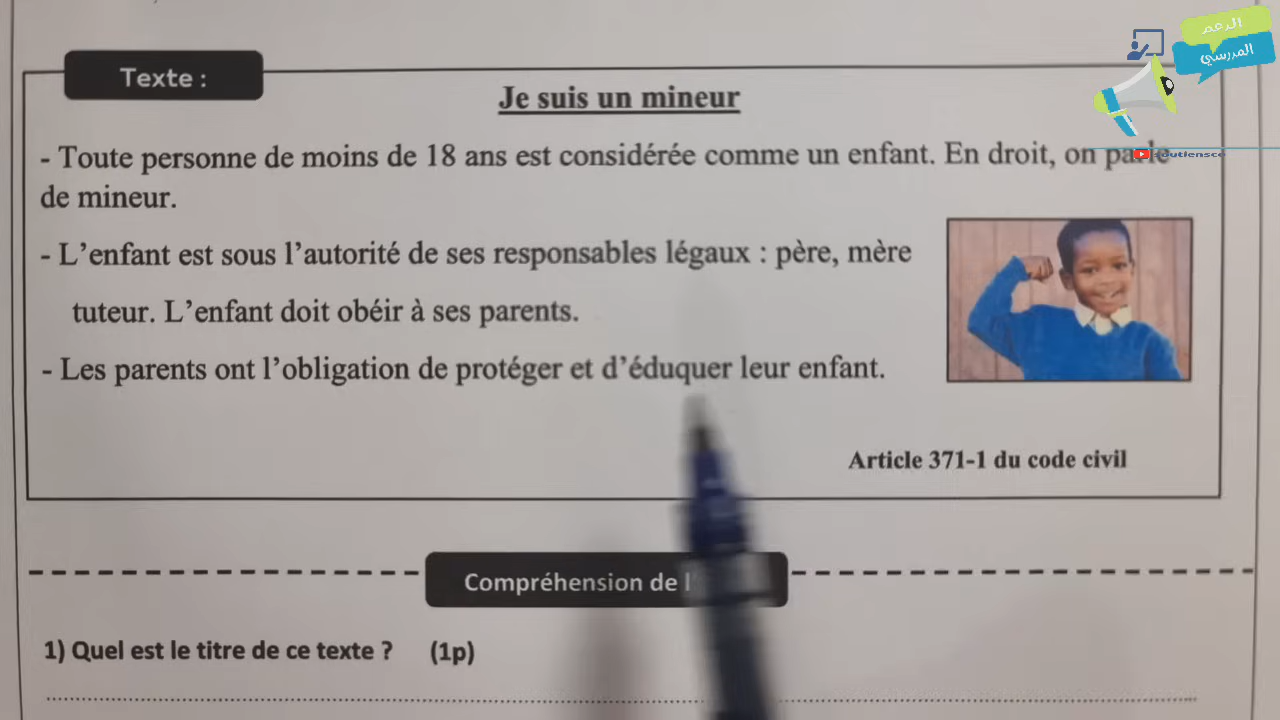 الدعم
المدرسي
Texte :
Je suis un mineur
- Toute personne de moins de 18 ans est considérée comme un enfant. En droit, on parle
de mineur.
- L'enfant est sous l'autorité de ses responsables légaux : père, mère
tuteur. L'enfant doit obéir à ses parents.
- Les parents ont l'obligation de protéger et d'éduquer leur enfant.
Article 371-1 du code civil
Compréhension de l
1) Quel est le titre de ce texte ? (1p)